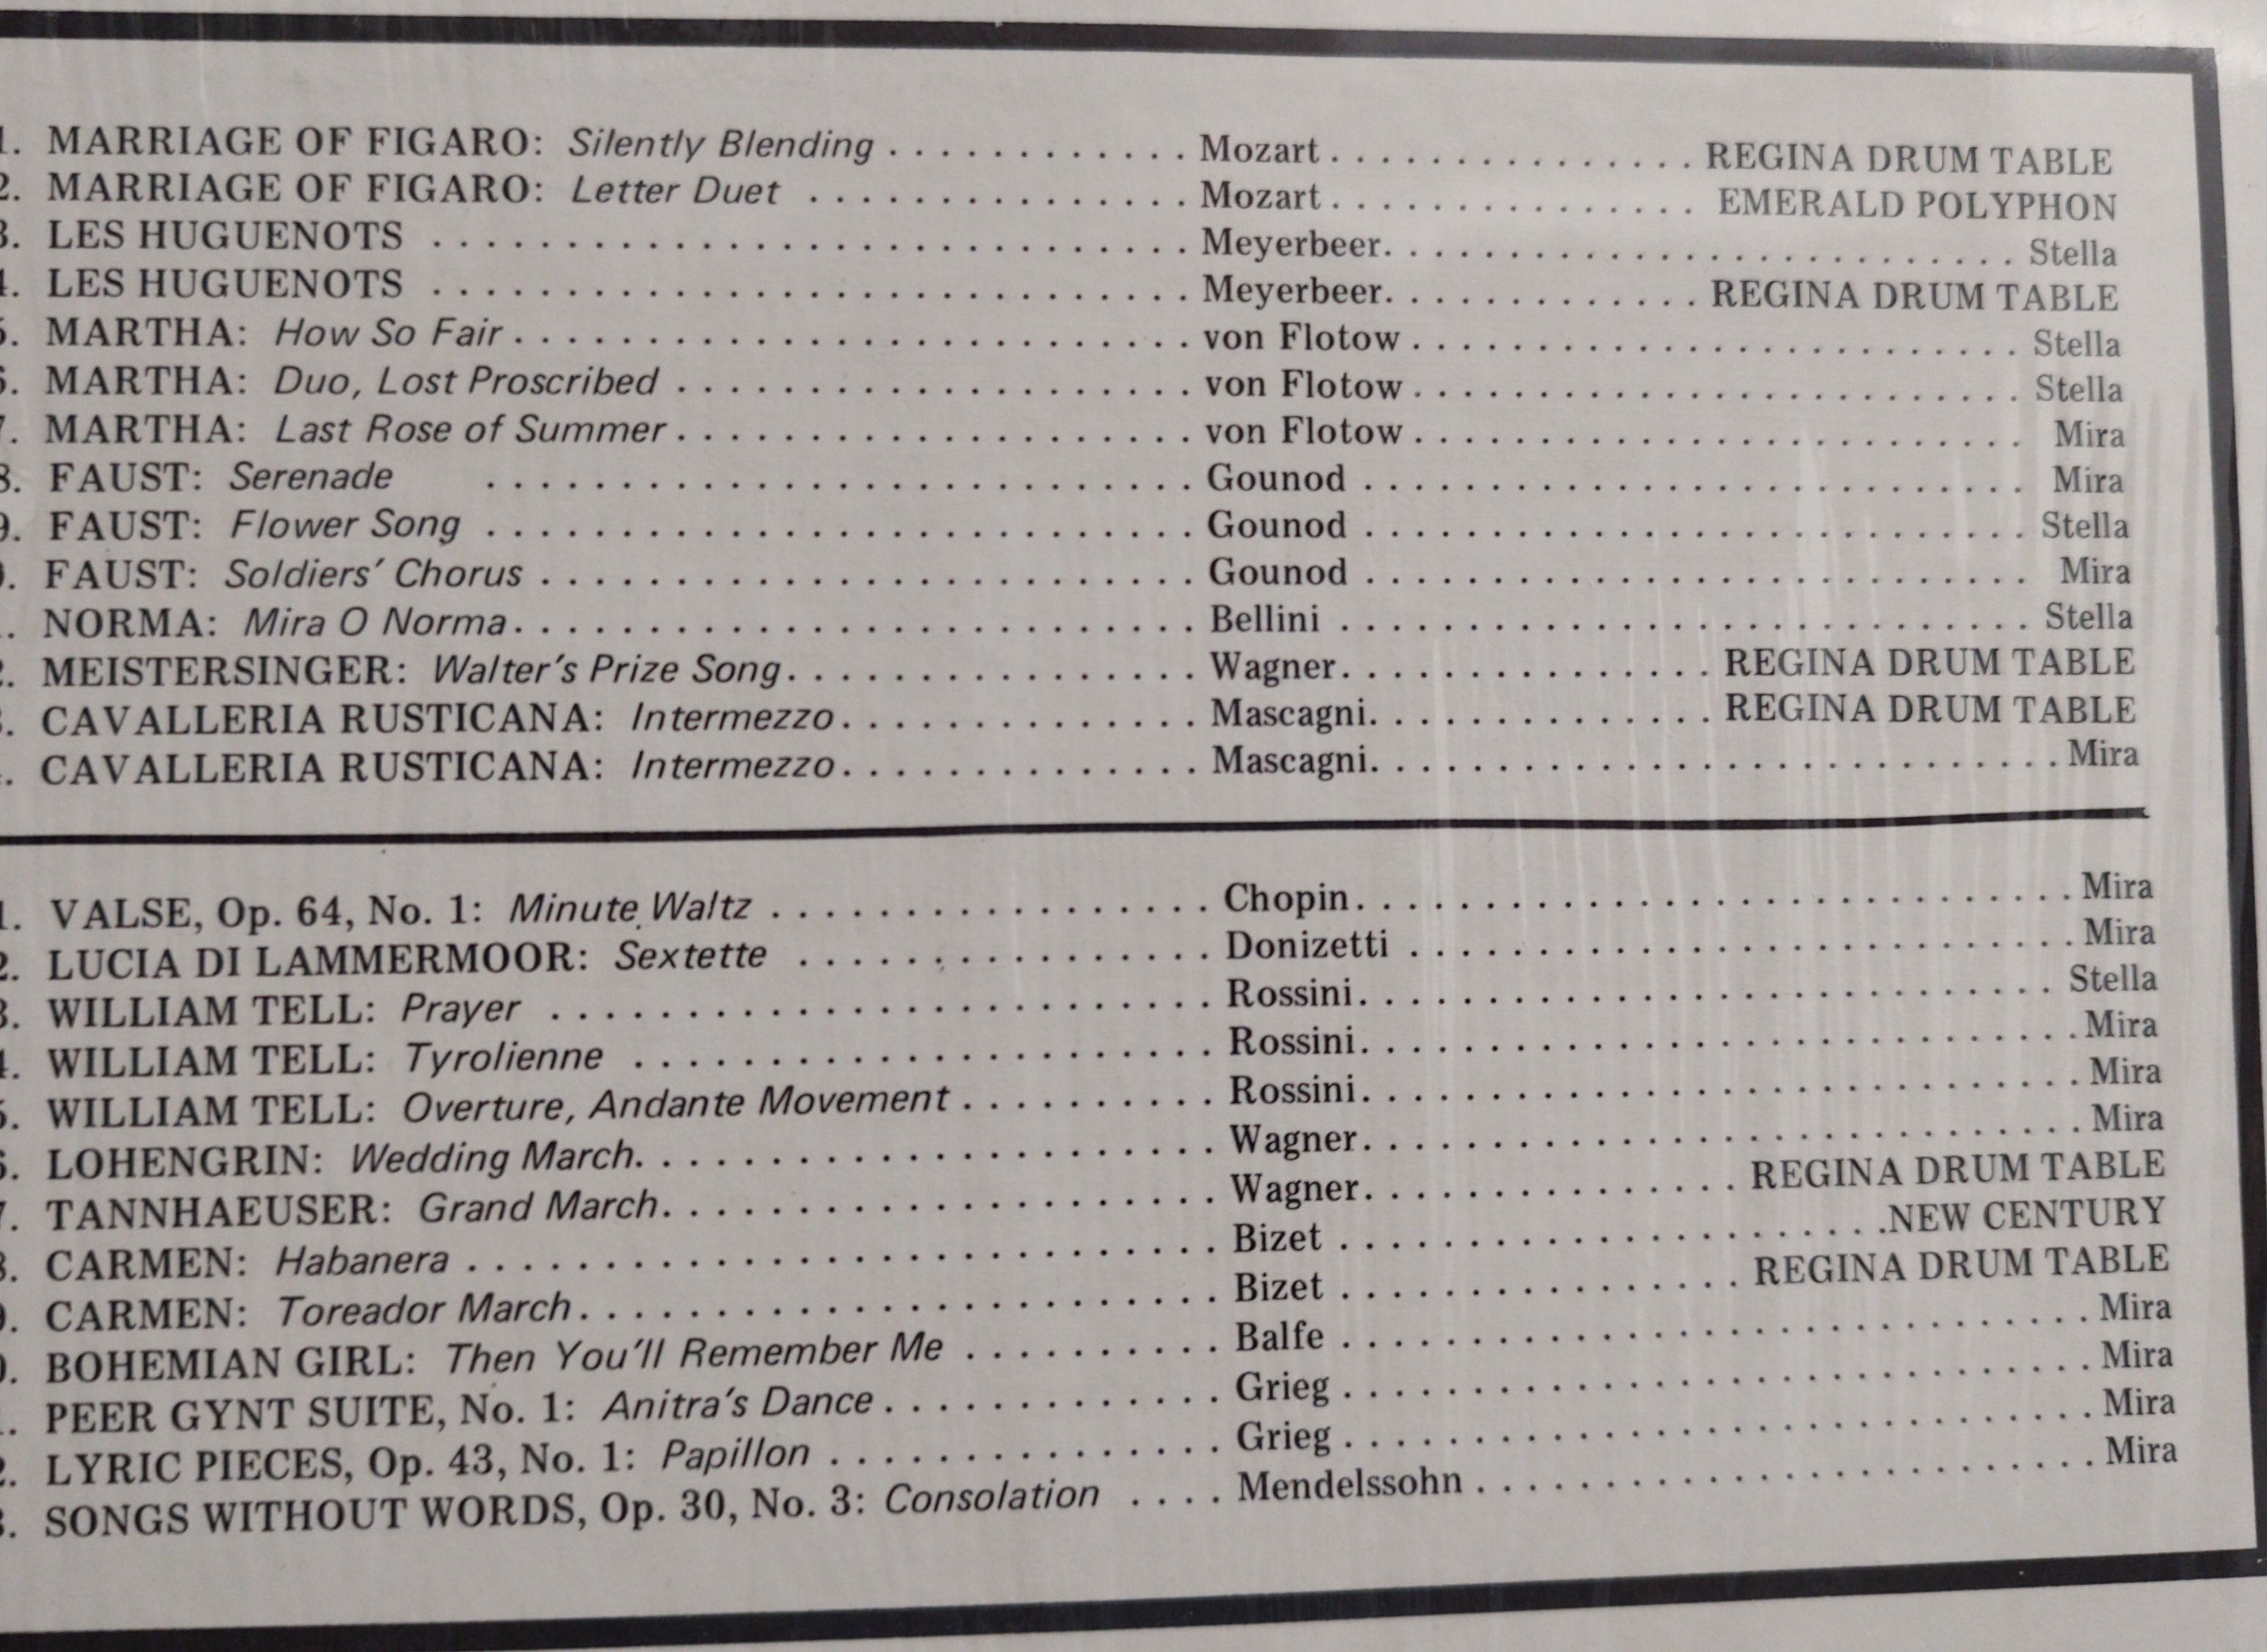 1. MARRIAGE OF FIGARO: Silently Blending ............ Mozart............... REGINA DRUM TABLE
2. MARRIAGE OF FIGARO: Letter Duet ............... Mozart............... EMERALD POLYPHON
3. LES HUGUENOTS ............................. Meyerbeer......................... Stella
4. LES HUGUENOTS ............................. Meyerbeer............. REGINA DRUM TABLE
5. MARTHA: How So Fair.......................... von Flotow........................ Stella
6. MARTHA: Duo, Lost Proscribed .................... von Flotow........................ Stella
7. MARTHA: Last Rose of Summer.................... von Flotow........................ Mira
8. FAUST: Serenade ........................... Gounod .......................... Mira
9. FAUST: Flower Song ........................... Gounod .......................... Stella
. FAUST: Soldiers' Chorus ......................... Gounod .......................... Mira
. NORMA: Mira O Norma.......................... Bellini ........................... Stella
. MEISTERSINGER: Walter's Prize Song................ Wagner............... REGINA DRUM TABLE
. CAVALLERIA RUSTICANA: Intermezzo.............. Mascagni.............. REGINA DRUM TABLE
. CAVALLERIA RUSTICANA: Intermezzo.............. Mascagni...........................Mira
1. VALSE, Op. 64, No. 1: Minute Waltz ................. Chopin............................Mira
2. LUCIA DI LAMMERMOOR: Sextette ................ Donizetti ..........................Mira
3. WILLIAM TELL: Prayer ......................... Rossini........................... Stella
4. WILLIAM TELL: Tyrolienne ...................... Rossini............................Mira
5. WILLIAM TELL: Overture, Andante Movement .......... Rossini............................Mira
6. LOHENGRIN: Wedding March...................... Wagner............................Mira
7. TANNHAEUSER: Grand March..................... Wagner............... REGINA DRUM TABLE
8. CARMEN: Habanera ............................ Bizet ......................NEW CENTURY
9. CARMEN: Toreador March........................ Bizet ................ REGINA DRUM TABLE
. BOHEMIAN GIRL: Then You'll Remember Me .......... Balfe .............................Mira
. PEER GYNT SUITE, No. 1: Anitra's Dance............. Grieg .............................Mira
. LYRIC PIECES, Op. 43, No. 1: Papillon ............... Grieg .............................Mira
. SONGS WITHOUT WORDS, Op. 30, No. 3: Consolation .... Mendelssohn ........................Mira